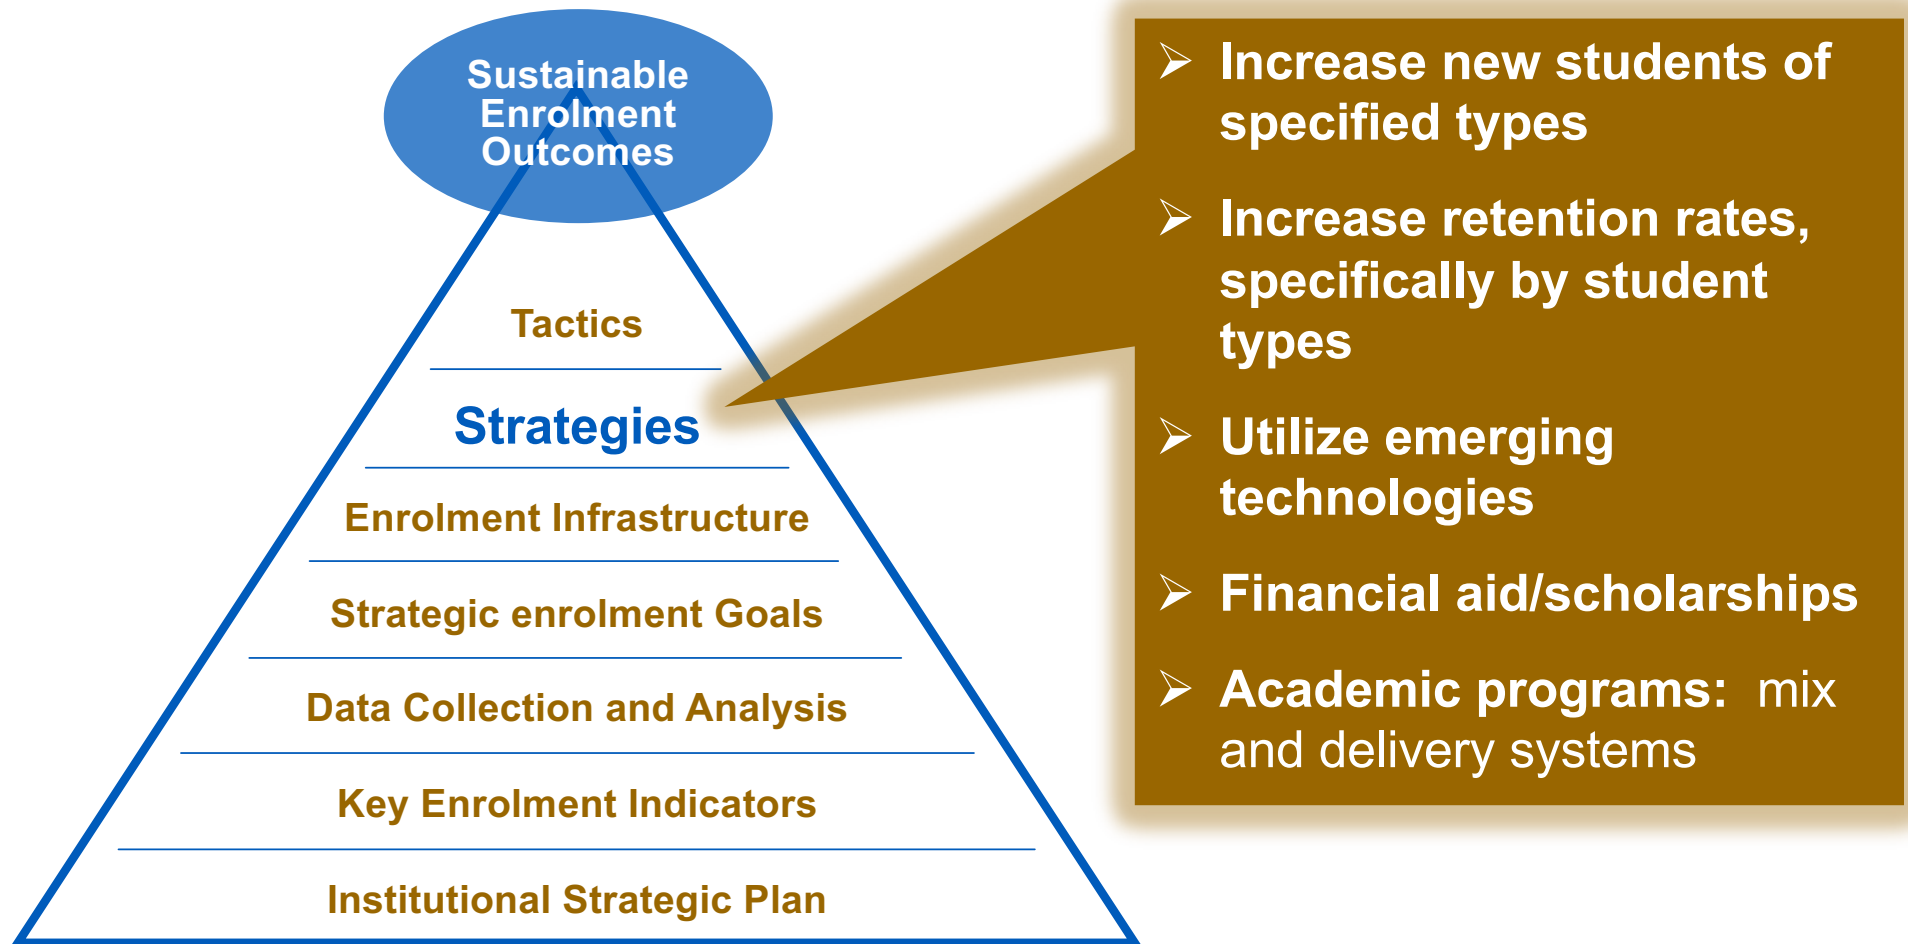 Sustainable
Enrolment
Outcomes
Tactics
Strategies
Enrolment Infrastructure
Strategic enrolment Goals
Data Collection and Analysis
Key Enrolment Indicators
Institutional Strategic Plan
➢ Increase new students of
specified types
➢ Increase retention rates,
specifically by student
types
➢ Utilize emerging
technologies
➢ Financial aid/scholarships
➢ Academic programs: mix
and delivery systems